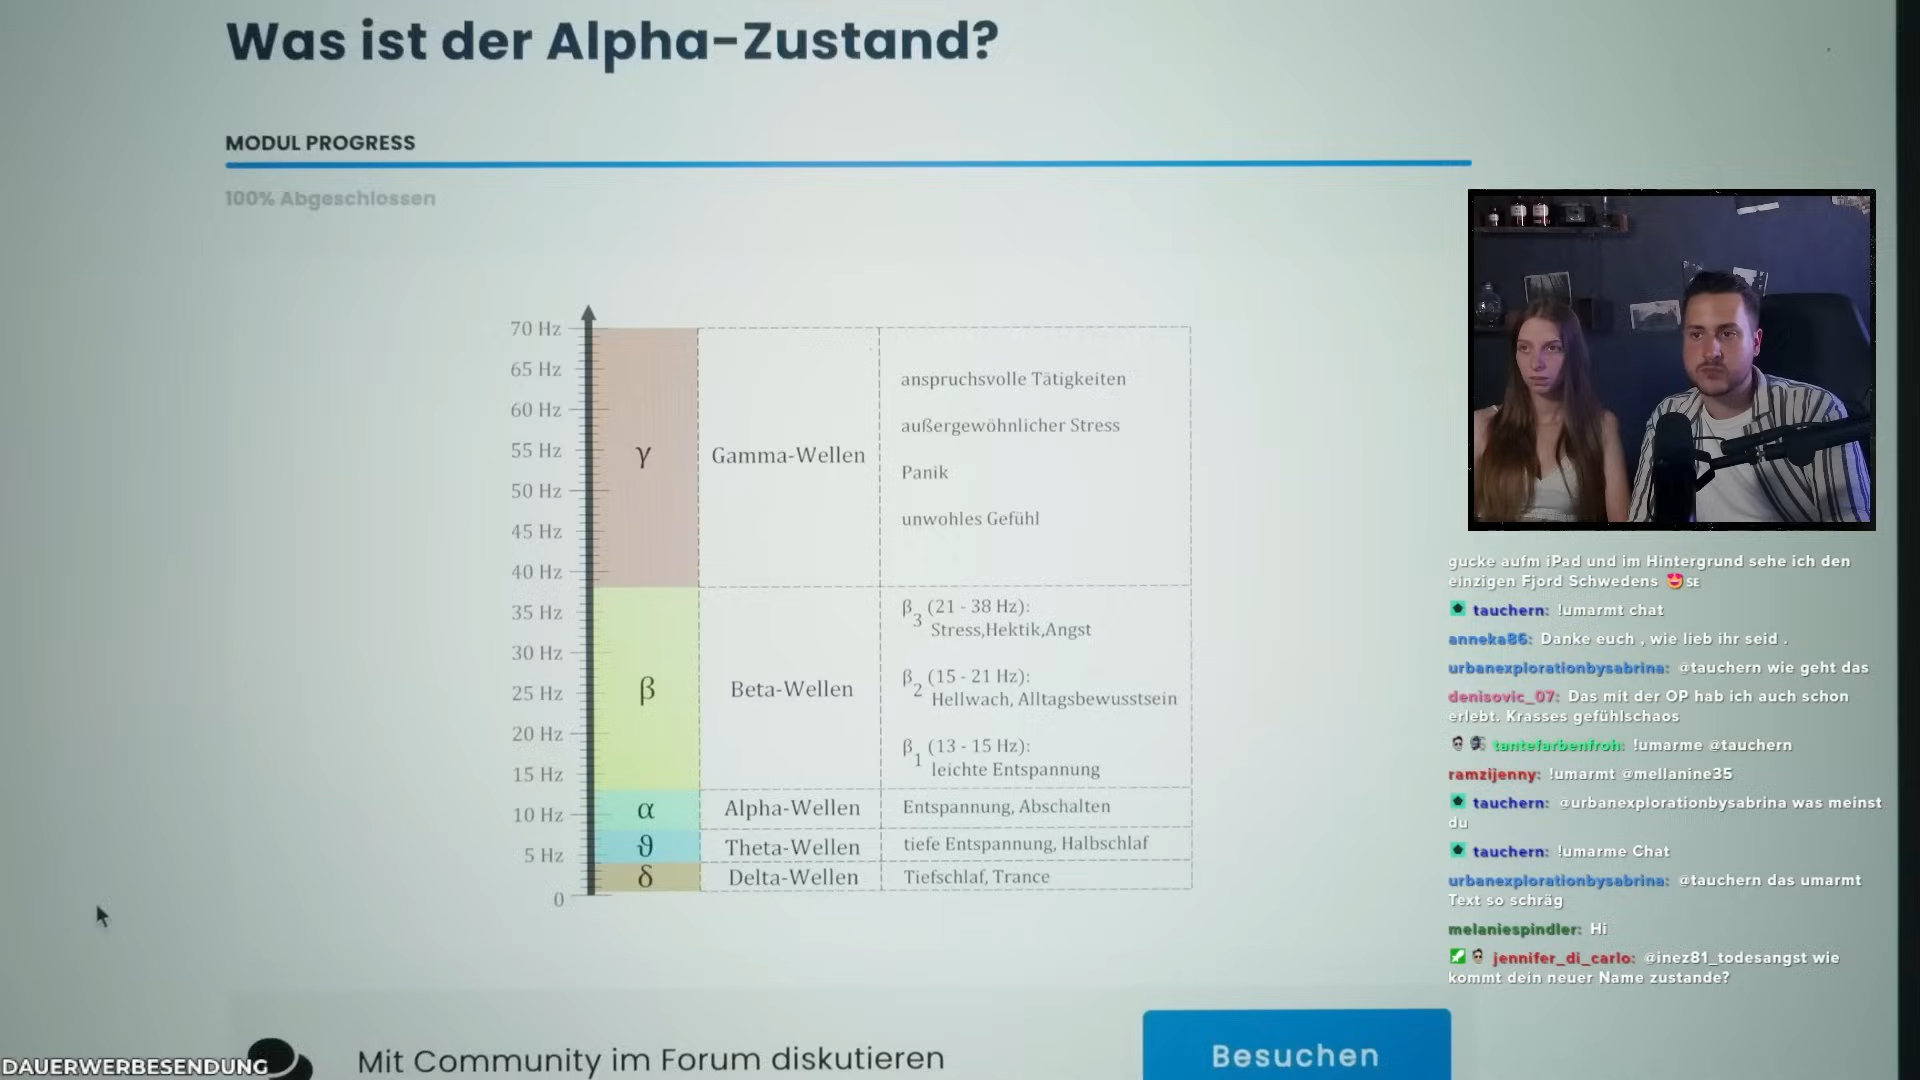 Was ist der Alpha-Zustand?
MODUL PROGRESS
100% Abgeschlossen
70 Hz
65 Hz
60 Hz
55 Hz
50 Hz
45 Hz
40 Hz
35 Hz
30 Hz
25 Hz
20 Hz
15 Hz
10 Hz
5 Hz
0
γ
Gamma-Wellen
anspruchsvolle Tätigkeiten
außergewöhnlicher Stress
Panik
unwohles Gefühl
β
Beta-Wellen
β3 (21 - 38 Hz):
Stress,Hektik,Angst
β2 (15 - 21 Hz):
Hellwach, Alltagsbewusstsein
β1 (13 - 15 Hz):
leichte Entspannung
α
Alpha-Wellen
Entspannung, Abschalten
ϑ
Theta-Wellen
tiefe Entspannung, Halbschlaf
δ
Delta-Wellen
Tiefschlaf, Trance
Mit Community im Forum diskutieren
Besuchen
DAUERWERBESENDUNG
gucke aufm iPad und im Hintergrund sehe ich den
einzigen Fjord Schwedens 😍 SE
tauchern: !umarmt chat
anneka86: Danke euch , wie lieb ihr seid .
urbanexplorationbysabrina: @tauchern wie geht das
denisovic_07: Das mit der OP hab ich auch schon
erlebt. Krasses gefühlschaos
tantefarbenfroh: !umarme @tauchern
ramzijenny: !umarmt @mellanine35
tauchern: @urbanexplorationbysabrina was meinst
du
tauchern: !umarme Chat
urbanexplorationbysabrina: @tauchern das umarmt
Text so schräg
melaniespindler: Hi
jennifer_di_carlo: @inez81_todesangst wie
kommt dein neuer Name zustande?